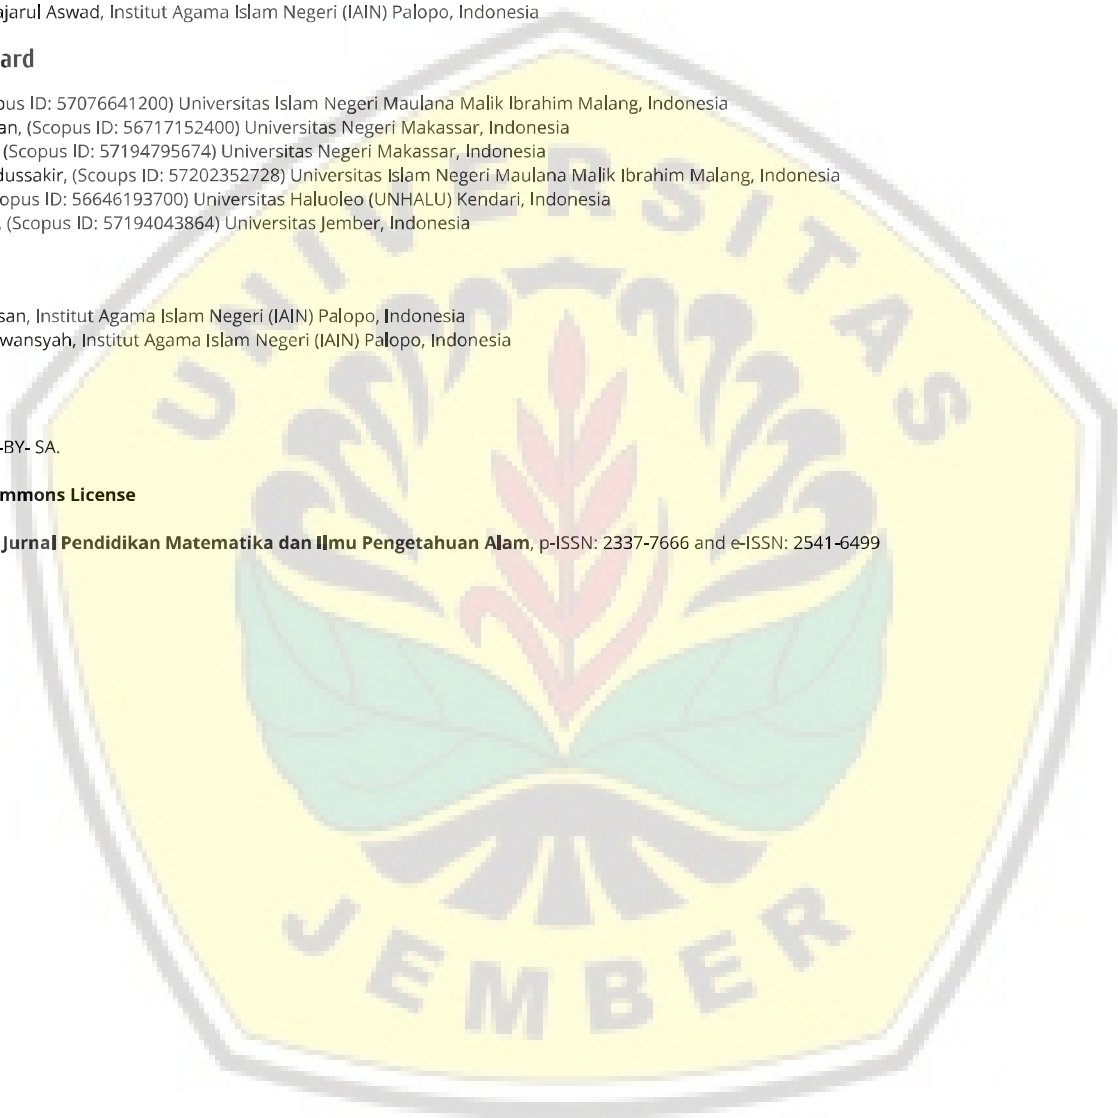 ajarul Aswad, Institut Agama Islam Negeri (IAIN) Palopo, Indonesia
ard
pus ID: 57076641200) Universitas Islam Negeri Maulana Malik Ibrahim Malang, Indonesia
an, (Scopus ID: 56717152400) Universitas Negeri Makassar, Indonesia
(Scopus ID: 57194795674) Universitas Negeri Makassar, Indonesia
dussakir, (Scoups ID: 57202352728) Universitas Islam Negeri Maulana Malik Ibrahim Malang, Indonesia
opus ID: 56646193700) Universitas Haluoleo (UNHALU) Kendari, Indonesia
, (Scopus ID: 57194043864) Universitas Jember, Indonesia
san, Institut Agama Islam Negeri (IAIN) Palopo, Indonesia
wansyah, Institut Agama Islam Negeri (IAIN) Palopo, Indonesia
-BY- SA.
mmons License
Jurnal Pendidikan Matematika dan Ilmu Pengetahuan Alam, p-ISSN: 2337-7666 and e-ISSN: 2541-6499
UNIVERSITAS
JEMBER